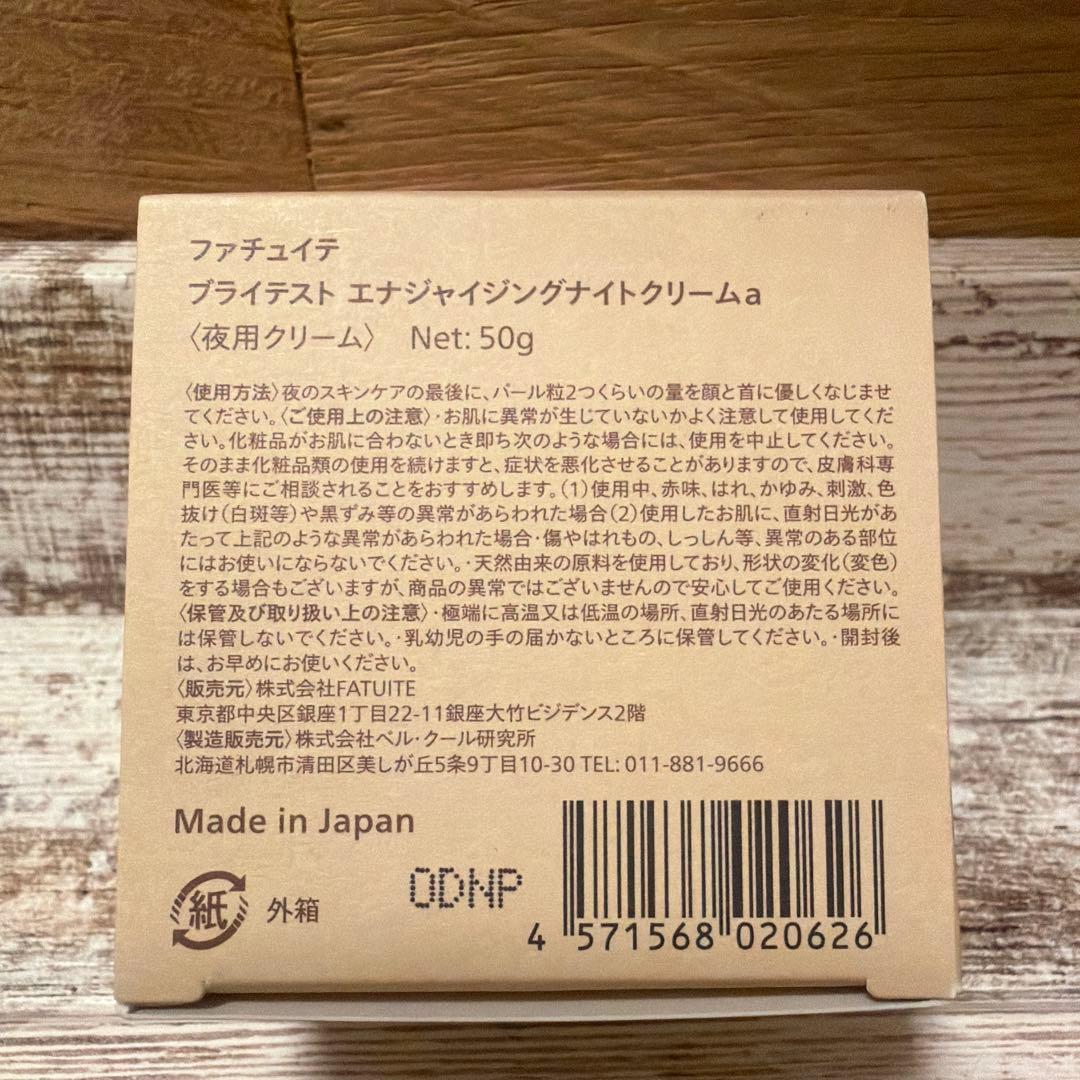 ファチュイテ
ブライテスト エナジャイジングナイトクリームa
〈夜用クリーム〉 Net: 50g
〈使用方法〉夜のスキンケアの最後に、パール粒2つくらいの量を顔と首に優しくなじませ
てください。〈ご使用上の注意〉・お肌に異常が生じていないかよく注意して使用してくだ
さい。化粧品がお肌に合わないとき即ち次のような場合には、使用を中止してください。
そのまま化粧品類の使用を続けますと、症状を悪化させることがありますので、皮膚科専
門医等にご相談されることをおすすめします。(1)使用中、赤味、はれ、かゆみ、刺激、色
抜け(白斑等)や黒ずみ等の異常があらわれた場合(2)使用したお肌に、直射日光があ
たって上記のような異常があらわれた場合・傷やはれもの、しっしん等、異常のある部位
にはお使いにならないでください。・天然由来の原料を使用しており、形状の変化(変色)
をする場合もございますが、商品の異常ではございませんので安心してご使用ください。
〈保管及び取り扱い上の注意〉・極端に高温又は低温の場所、直射日光のあたる場所に
は保管しないでください。・乳幼児の手の届かないところに保管してください。・開封後
は、お早めにお使いください。
〈販売元〉株式会社FATUITE
東京都中央区銀座1丁目22-11銀座大竹ビジデンス2階
〈製造販売元〉株式会社ベル・クール研究所
北海道札幌市清田区美しが丘5条9丁目10-30 TEL: 011-881-9666
Made in Japan
紙 外箱
0DNP
4 571568 020626